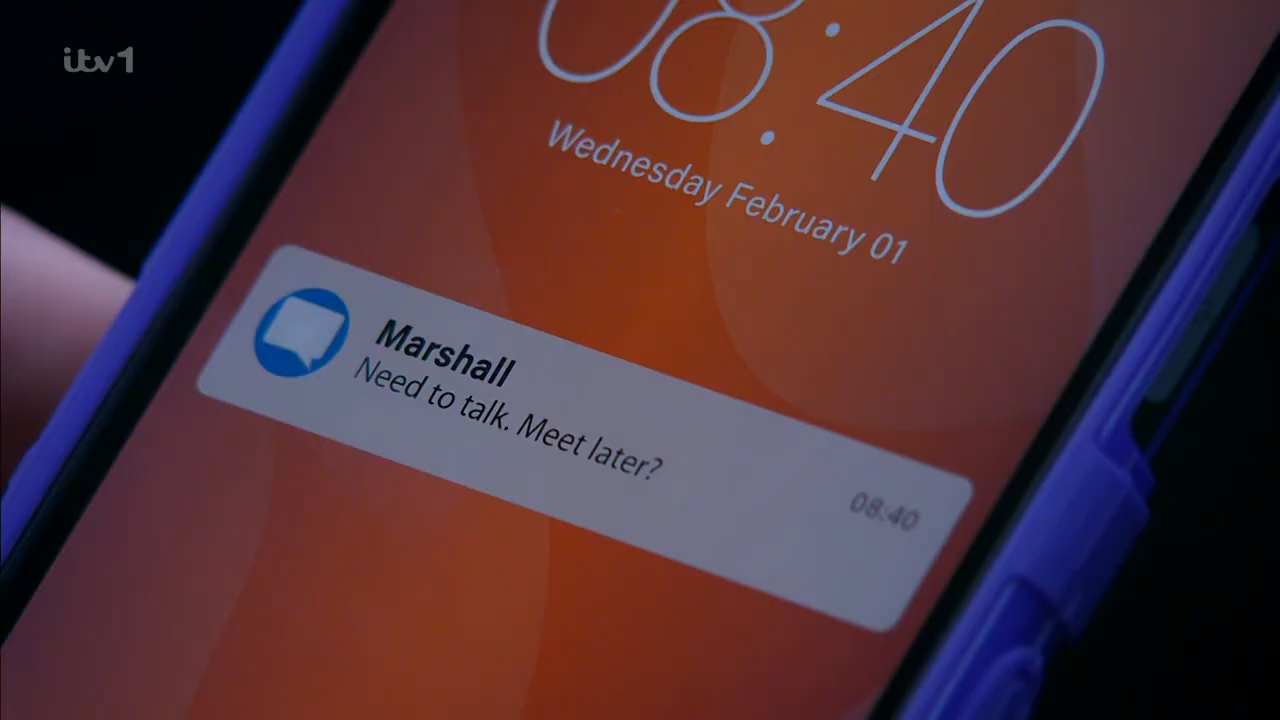 itv1
08:40
Wednesday February 01
Marshall
Need to talk. Meet later?
08:40